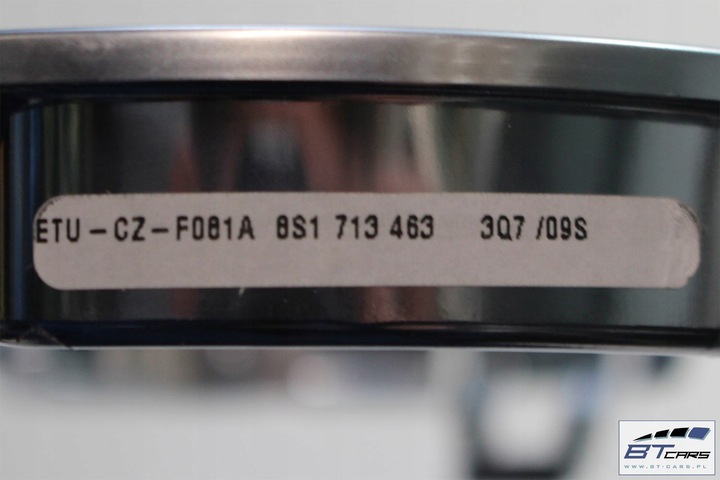 ETU-CZ-F081A 8S1 713 463 3Q7 /09S
BTCARS
WWW.BT-CARS.PL